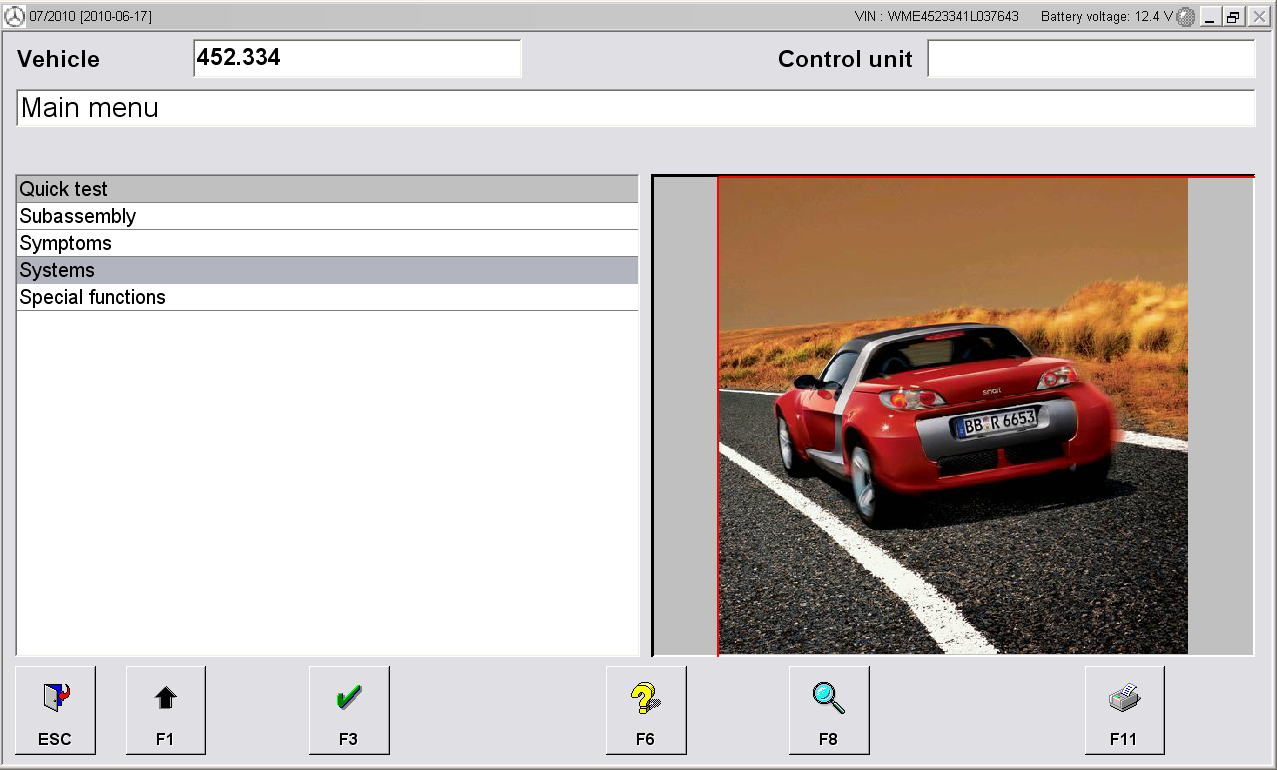 07/2010 [2010-06-17] VIN : WME4523341L037643 Battery voltage: 12.4 V
Vehicle 452.334 Control unit
Main menu
Quick test
Subassembly
Symptoms
Systems
Special functions
smart
BB R 6653
ESC F1 F3 F6 F8 F11